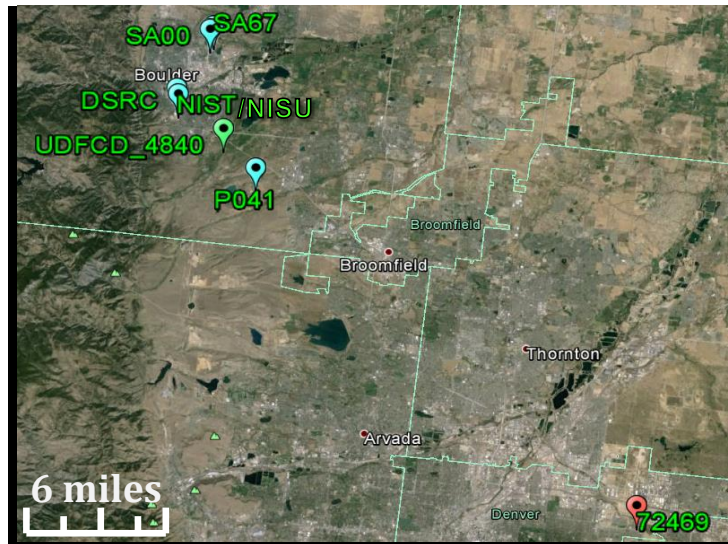 SA67
SA00
Boulder
DSRC NIST/NISU
UDFCD_4840
P041
Broomfield
Broomfield
Thornton
Arvada
6 miles
Denver
72469